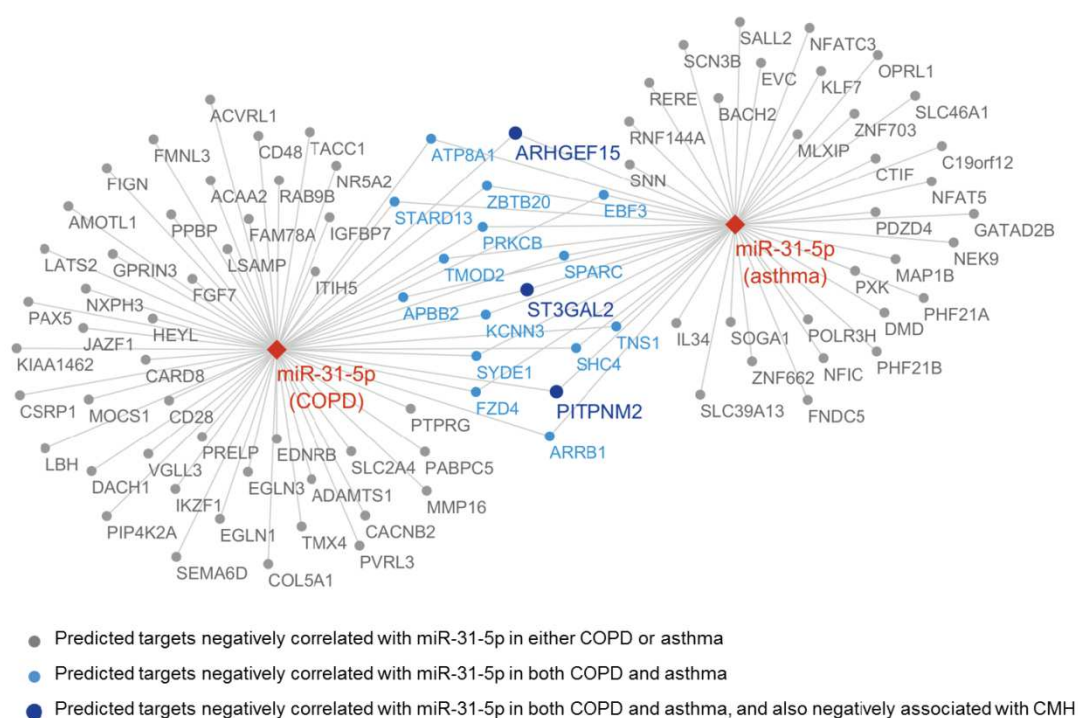 SALL2
NFATC3
SCN3B
OPRL1
EVC
KLF7
RERE
BACH2
SLC46A1
ACVRL1
ZNF703
RNF144A
MLXIP
C19orf12
FMNL3
CD48
TACC1
ATP8A1
ARHGEF15
CTIF
FIGN
ACAA2
RAB9B
NR5A2
SNN
NFAT5
ZBTB20
EBF3
AMOTL1
STARD13
PPBP
FAM78A
IGFBP7
PDZD4
GATAD2B
PRKCB
miR-31-5p
(asthma)
NEK9
LATS2
GPRIN3
LSAMP
TMOD2
SPARC
MAP1B
ITIH5
PXK
NXPH3
FGF7
APBB2
ST3GAL2
PHF21A
PAX5
HEYL
KCNN3
TNS1
DMD
JAZF1
IL34
SOGA1
POLR3H
KIAA1462
miR-31-5p
(COPD)
SYDE1
SHC4
PHF21B
CARD8
ZNF662
NFIC
CSRP1
MOCS1
CD28
FZD4
PITPNM2
SLC39A13
FNDC5
PTPRG
ARRB1
LBH
VGLL3
PRELP
EDNRB
SLC2A4
PABPC5
DACH1
IKZF1
EGLN3
ADAMTS1
MMP16
PIP4K2A
EGLN1
TMX4
CACNB2
PVRL3
SEMA6D
COL5A1
Predicted targets negatively correlated with miR-31-5p in either COPD or asthma
Predicted targets negatively correlated with miR-31-5p in both COPD and asthma
Predicted targets negatively correlated with miR-31-5p in both COPD and asthma, and also negatively associated with CMH